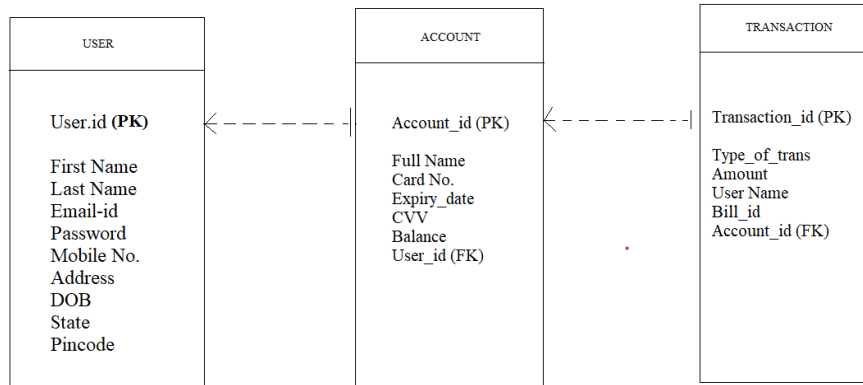 USER
User.id (PK)
First Name
Last Name
Email-id
Password
Mobile No.
Address
DOB
State
Pincode
ACCOUNT
Account_id (PK)
Full Name
Card No.
Expiry_date
CVV
Balance
User_id (FK)
TRANSACTION
Transaction_id (PK)
Type_of_trans
Amount
User Name
Bill_id
Account_id (FK)